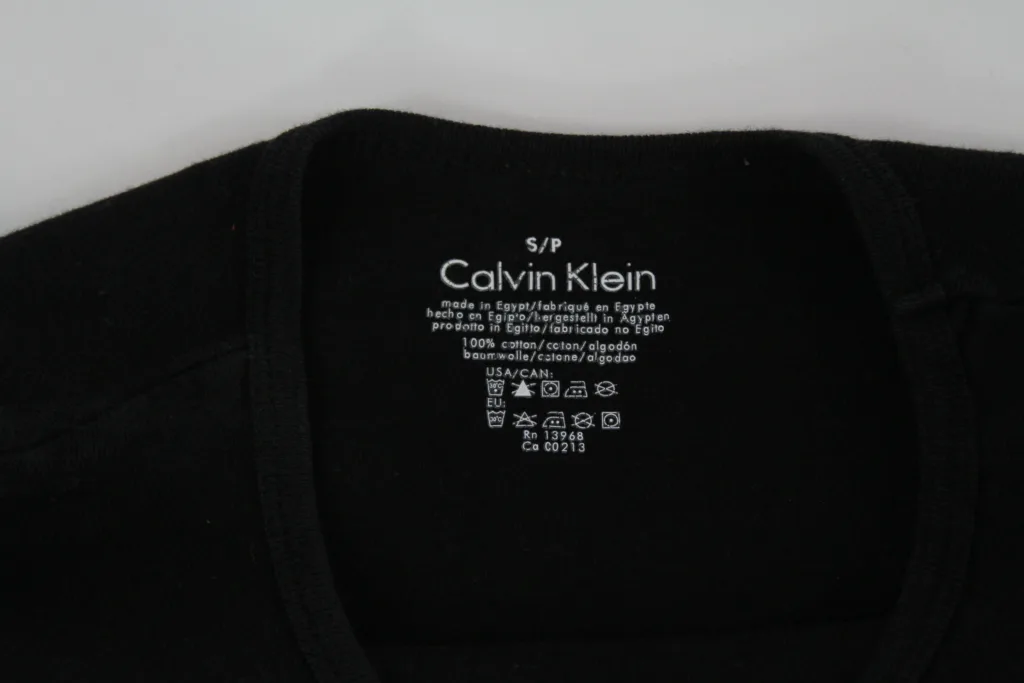 S/P
Calvin Klein
made in Egypt/fabriqué en Egypte
hecho en Egipto/hergestellt in Ägypten
prodotto in Egitto/fabricado no Egito
100% cotton/coton/algodón
baumwolle/cotone/algodao
USA/CAN:
EU:
Rn 13968
Ca 00213